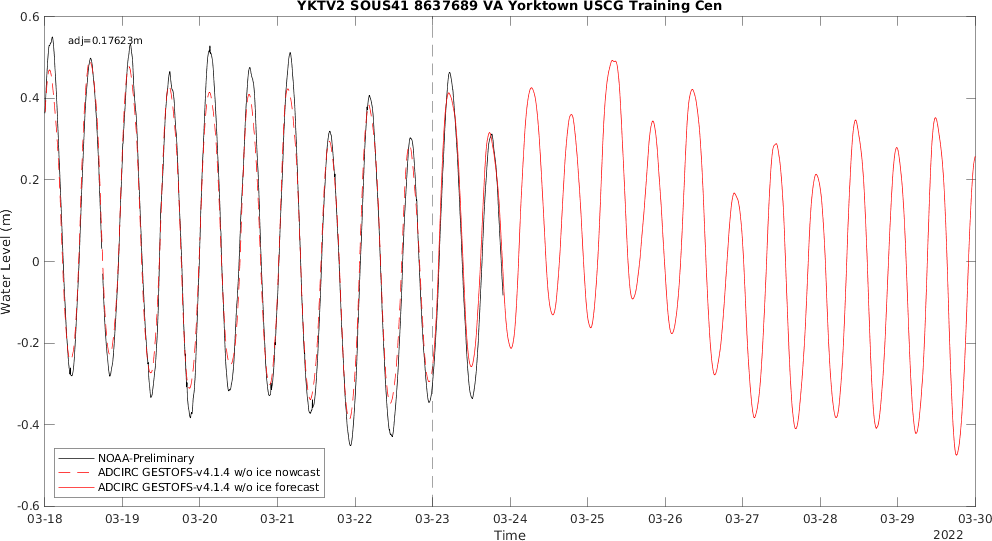 YKTV2 SOUS41 8637689 VA Yorktown USCG Training Cen
adj=0.17623m
0.6
0.4
0.2
0
-0.2
-0.4
-0.6
Water Level (m)
NOAA-Preliminary
ADCIRC GESTOFS-v4.1.4 w/o ice nowcast
ADCIRC GESTOFS-v4.1.4 w/o ice forecast
03-18 03-19 03-20 03-21 03-22 03-23 03-24 03-25 03-26 03-27 03-28 03-29 03-30
Time
2022